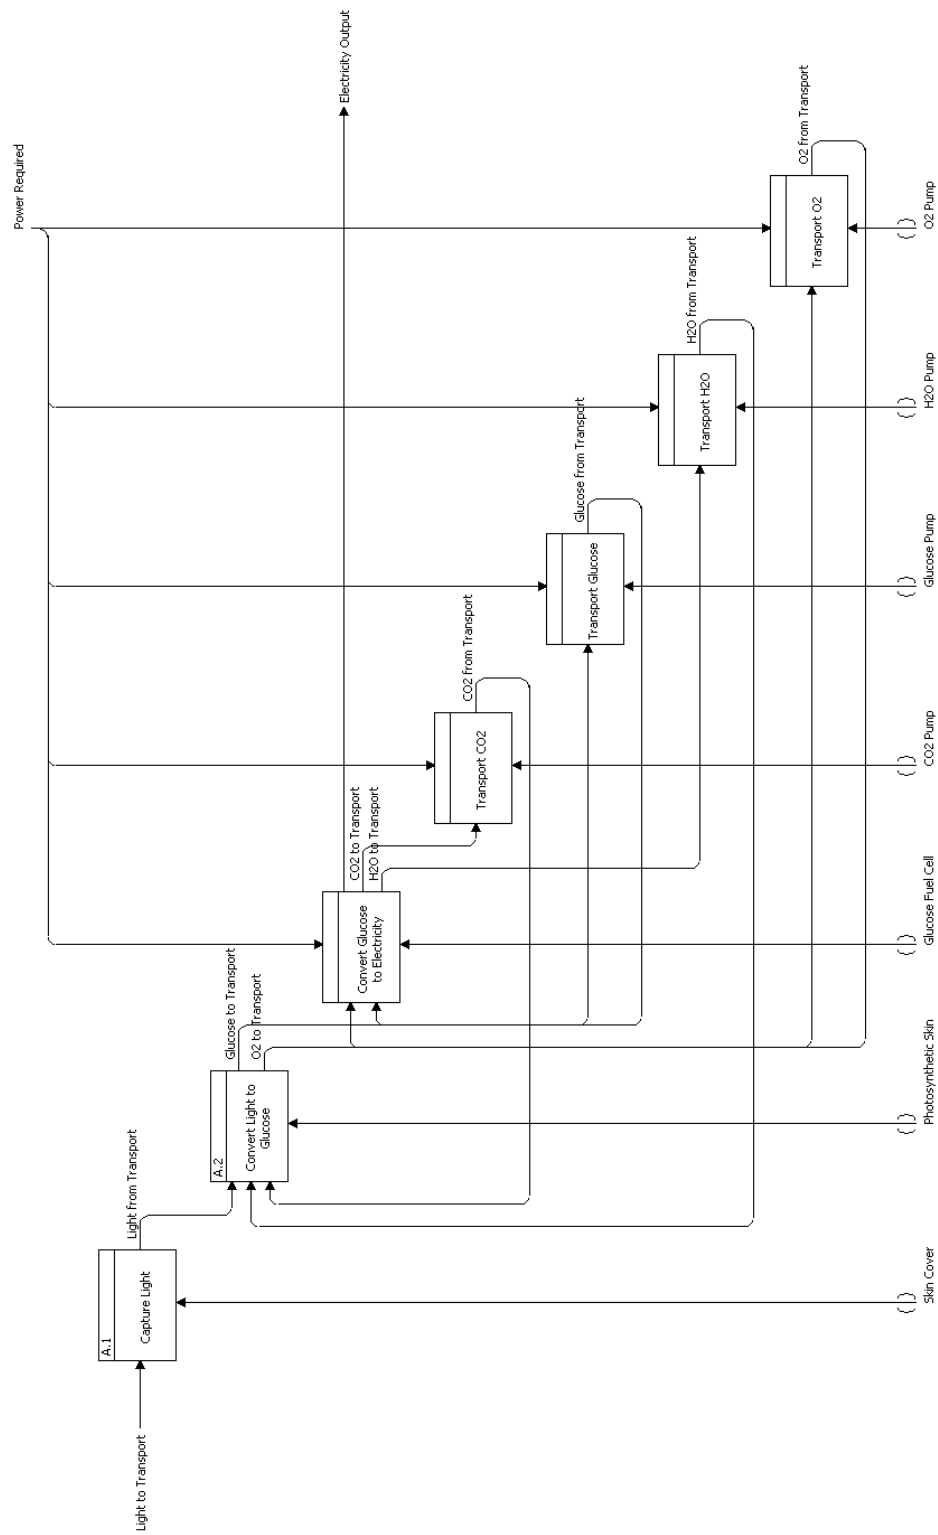 Power Required
Light to Transport
A.1
Capture Light
Light from Transport
A.2
Convert Light to
Glucose
Glucose to Transport
O2 to Transport
Convert Glucose
to Electricity
Electricity Output
CO2 to Transport
H2O to Transport
Transport CO2
CO2 from Transport
Transport Glucose
Glucose from Transport
Transport H2O
H2O from Transport
Transport O2
O2 from Transport
Skin Cover
Photosynthetic Skin
Glucose Fuel Cell
CO2 Pump
Glucose Pump
H2O Pump
O2 Pump